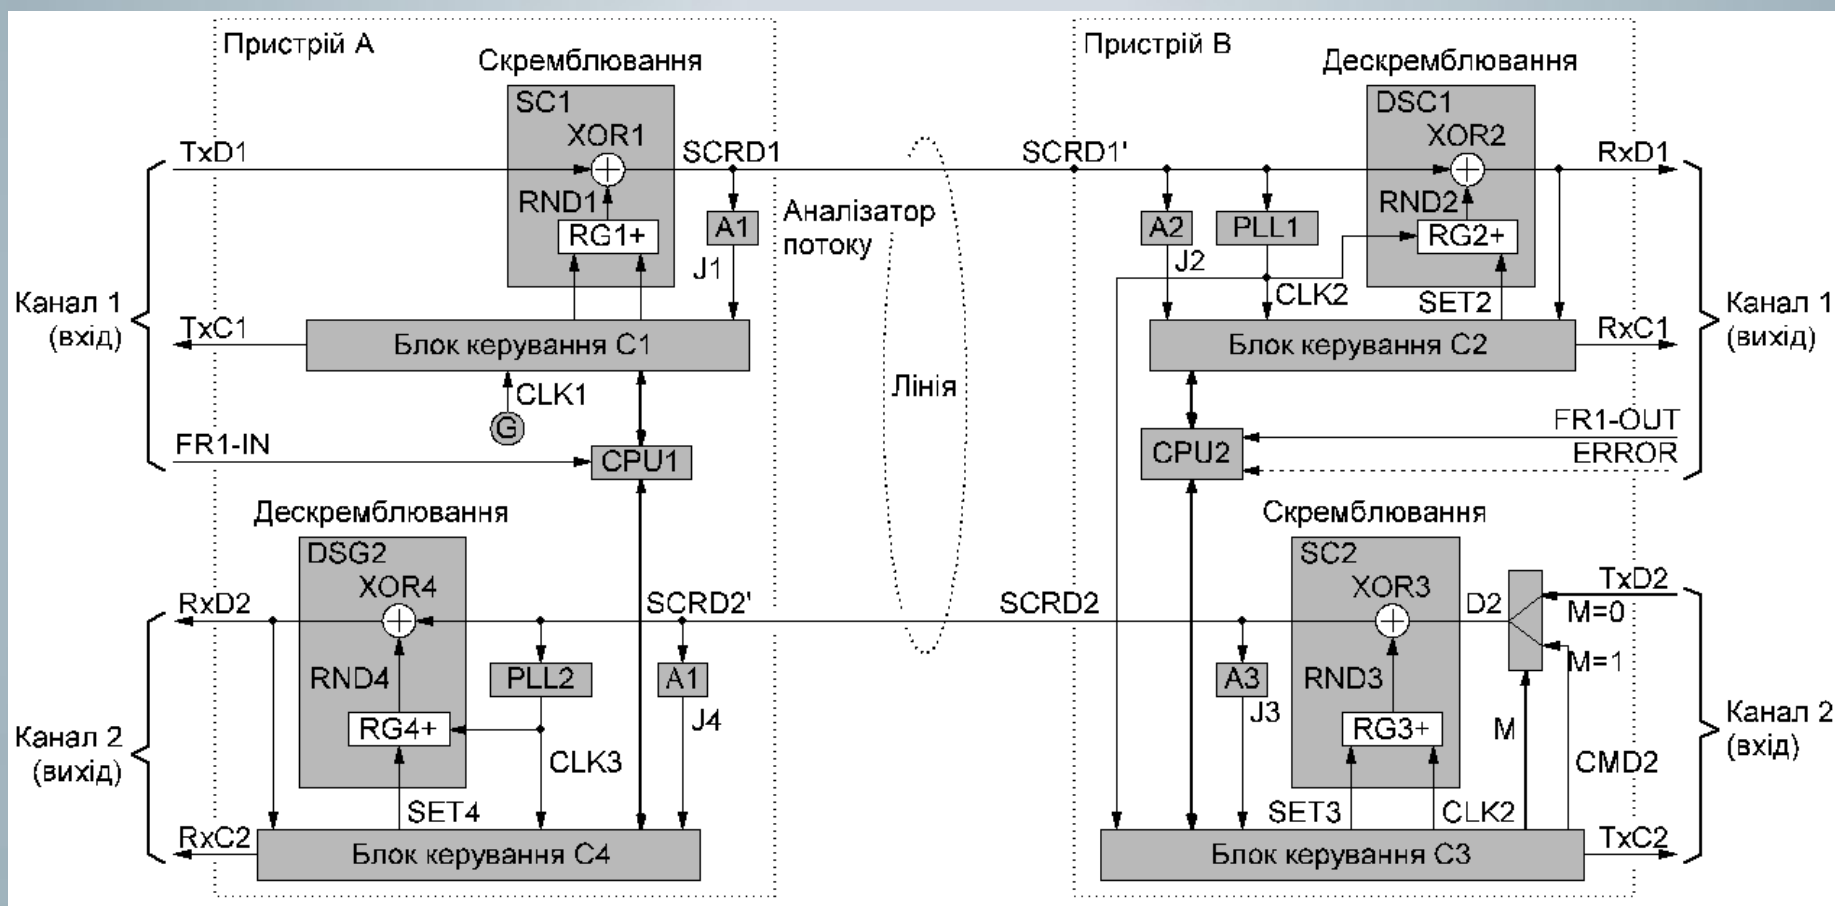 Пристрій А
Скремблювання
SC1
XOR1
TxD1
SCRD1
RND1
RG1+
A1
Аналізатор
потоку
J1
Канал 1
(вхід)
TxC1
Блок керування С1
CLK1
G
FR1-IN
CPU1
Лінія
Пристрій В
Дескремблювання
DSC1
XOR2
SCRD1'
RxD1
RND2
A2
PLL1
RG2+
J2
CLK2
SET2
Канал 1
(вихід)
RxC1
Блок керування С2
FR1-OUT
ERROR
CPU2
Дескремблювання
DSG2
XOR4
RxD2
SCRD2'
RND4
PLL2
A1
RG4+
J4
CLK3
SET4
Канал 2
(вихід)
RxC2
Блок керування С4
Скремблювання
SC2
XOR3
SCRD2
D2
TxD2
M=0
M=1
RND3
A3
RG3+
J3
M
CMD2
SET3
CLK2
Канал 2
(вхід)
TxC2
Блок керування С3